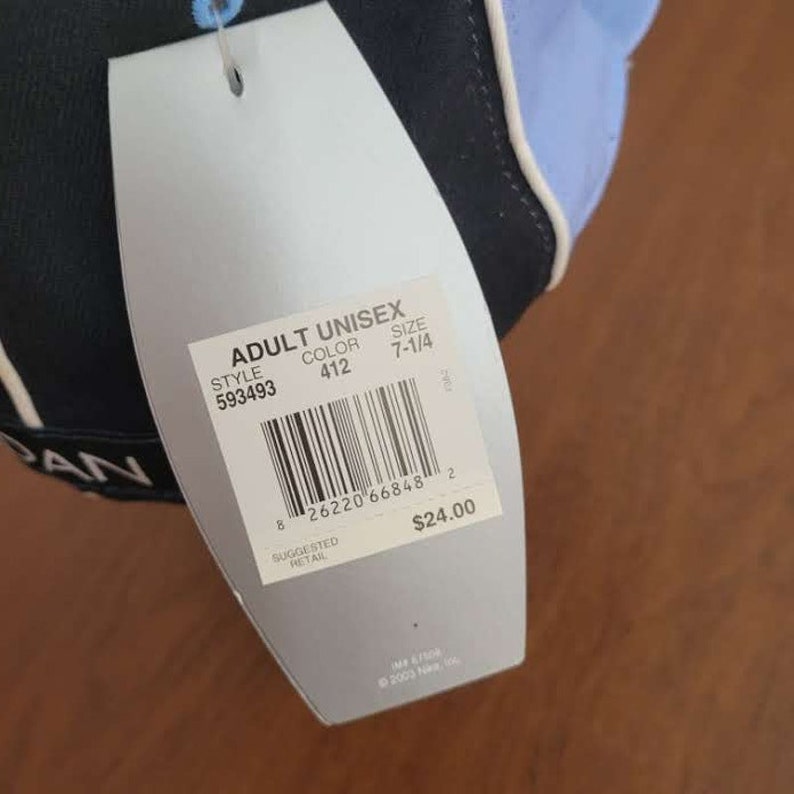 ADULT UNISEX
STYLE COLOR SIZE
593493 412 7-1/4
8 26220 66848 2
$24.00
SUGGESTED
RETAIL
© 2003 Nike, Inc.
DAN